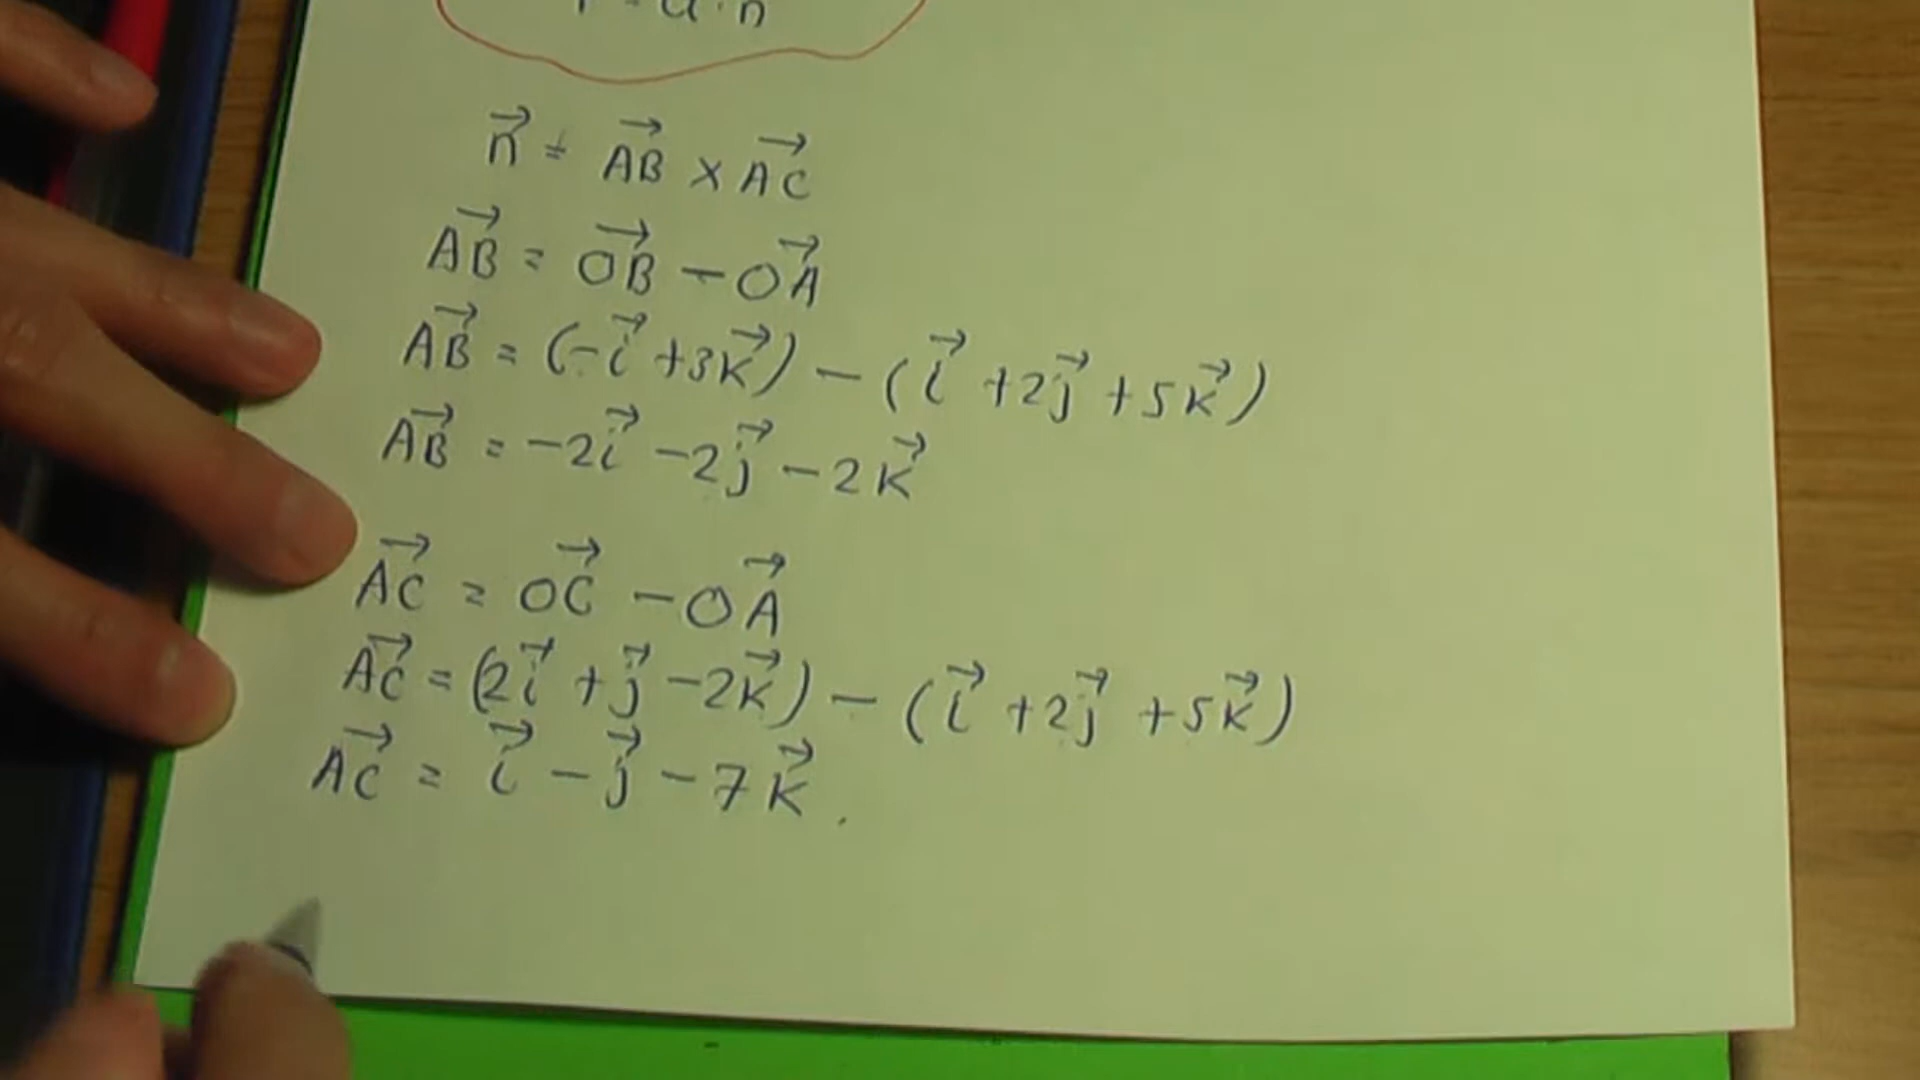 n⃗ = AB⃗ × AC⃗
AB⃗ = OB⃗ − OA⃗
AB⃗ = (−i⃗ + 3k⃗) − (i⃗ + 2j⃗ + 5k⃗)
AB⃗ = −2i⃗ − 2j⃗ − 2k⃗
AC⃗ = OC⃗ − OA⃗
AC⃗ = (2i⃗ + j⃗ − 2k⃗) − (i⃗ + 2j⃗ + 5k⃗)
AC⃗ = i⃗ − j⃗ − 7k⃗.